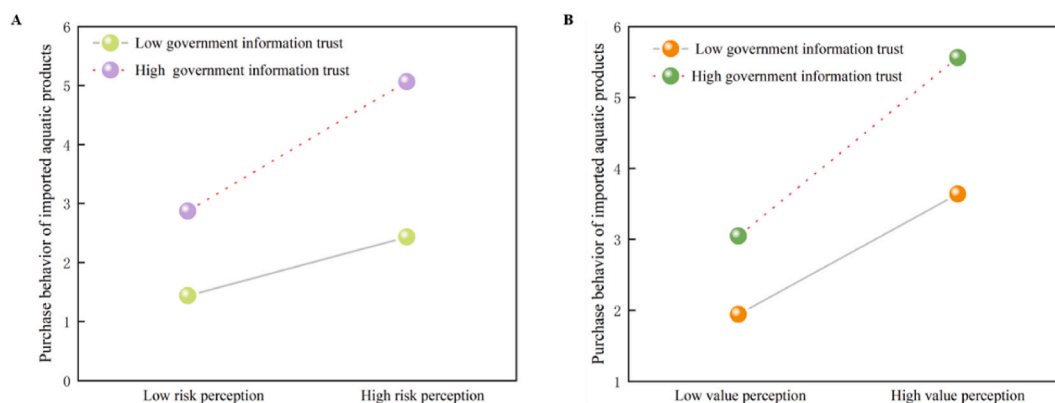 A
Purchase behavior of imported aquatic products
6
5
4
3
2
1
0
Low government information trust
High government information trust
Low risk perception
High risk perception
B
Purchase behavior of imported aquatic products
6
5
4
3
2
1
Low government information trust
High government information trust
Low value perception
High value perception